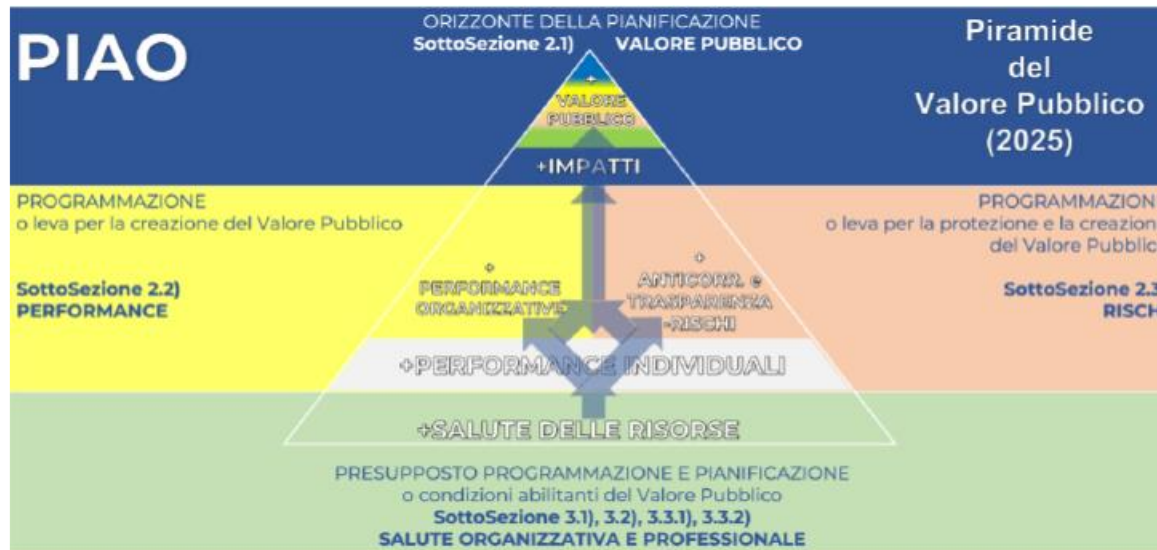 PIAO
ORIZZONTE DELLA PIANIFICAZIONE
SottoSezione 2.1) VALORE PUBBLICO
Piramide
del
Valore Pubblico
(2025)
+
VALORE
PUBBLICO
+IMPATTI
PROGRAMMAZIONE
o leva per la creazione del Valore Pubblico
SottoSezione 2.2)
PERFORMANCE
+
PERFORMANCE
ORGANIZZATIVE
+
ANTICORR. e
TRASPARENZA
-RISCHI
PROGRAMMAZION
o leva per la protezione e la creazion
del Valore Pubblic
SottoSezione 2.3
RISCH
+PERFORMANCE INDIVIDUALI
+SALUTE DELLE RISORSE
PRESUPPOSTO PROGRAMMAZIONE E PIANIFICAZIONE
o condizioni abilitanti del Valore Pubblico
SottoSezione 3.1), 3.2), 3.3.1), 3.3.2)
SALUTE ORGANIZZATIVA E PROFESSIONALE